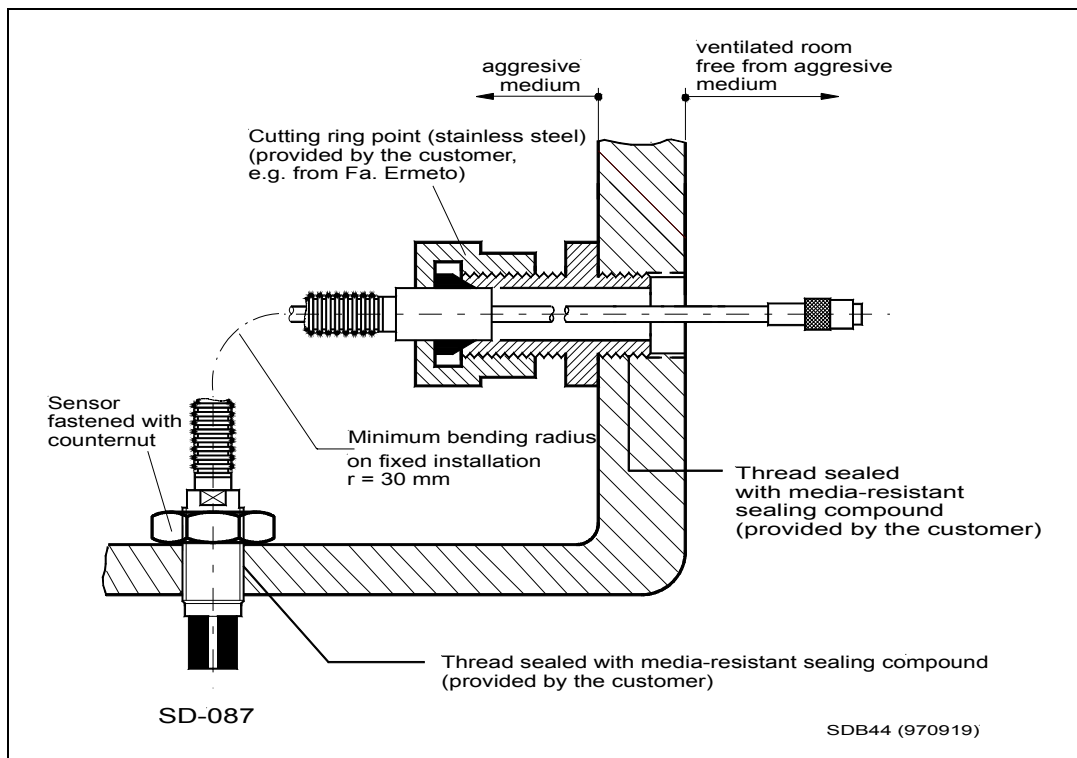 aggresive
medium
ventilated room
free from aggresive
medium
Cutting ring point (stainless steel)
(provided by the customer,
e.g. from Fa. Ermeto)
Sensor
fastened with
counternut
Minimum bending radius
on fixed installation
r = 30 mm
Thread sealed
with media-resistant
sealing compound
(provided by the customer)
Thread sealed with media-resistant sealing compound
(provided by the customer)
SD-087
SDB44 (970919)